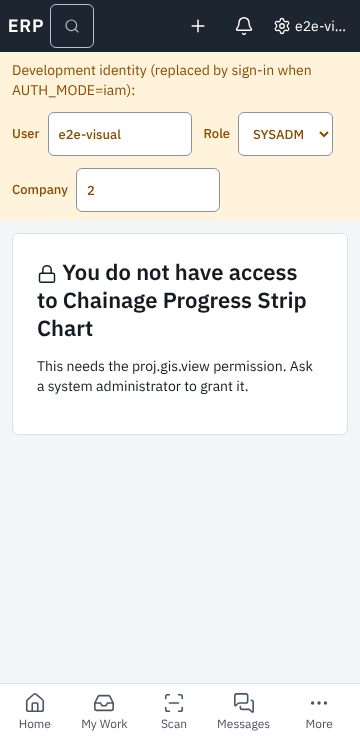 ERP
e2e-vi...
Development identity (replaced by sign-in when
AUTH_MODE=iam):
User e2e-visual Role SYSADM
Company 2
You do not have access
to Chainage Progress Strip
Chart
This needs the proj.gis.view permission. Ask
a system administrator to grant it.
Home My Work Scan Messages More